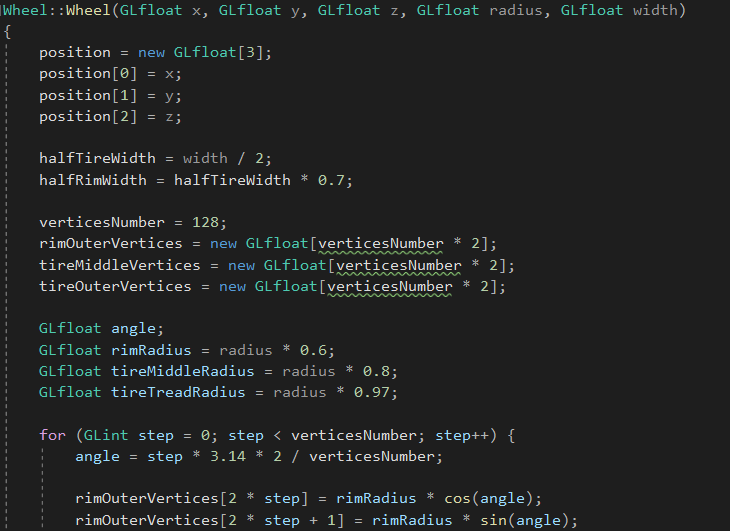 Wheel::Wheel(GLfloat x, GLfloat y, GLfloat z, GLfloat radius, GLfloat width)
{
position = new GLfloat[3];
position[0] = x;
position[1] = y;
position[2] = z;
halfTireWidth = width / 2;
halfRimWidth = halfTireWidth * 0.7;
verticesNumber = 128;
rimOuterVertices = new GLfloat[verticesNumber * 2];
tireMiddleVertices = new GLfloat[verticesNumber * 2];
tireOuterVertices = new GLfloat[verticesNumber * 2];
GLfloat angle;
GLfloat rimRadius = radius * 0.6;
GLfloat tireMiddleRadius = radius * 0.8;
GLfloat tireTreadRadius = radius * 0.97;
for (GLint step = 0; step < verticesNumber; step++) {
angle = step * 3.14 * 2 / verticesNumber;
rimOuterVertices[2 * step] = rimRadius * cos(angle);
rimOuterVertices[2 * step + 1] = rimRadius * sin(angle);